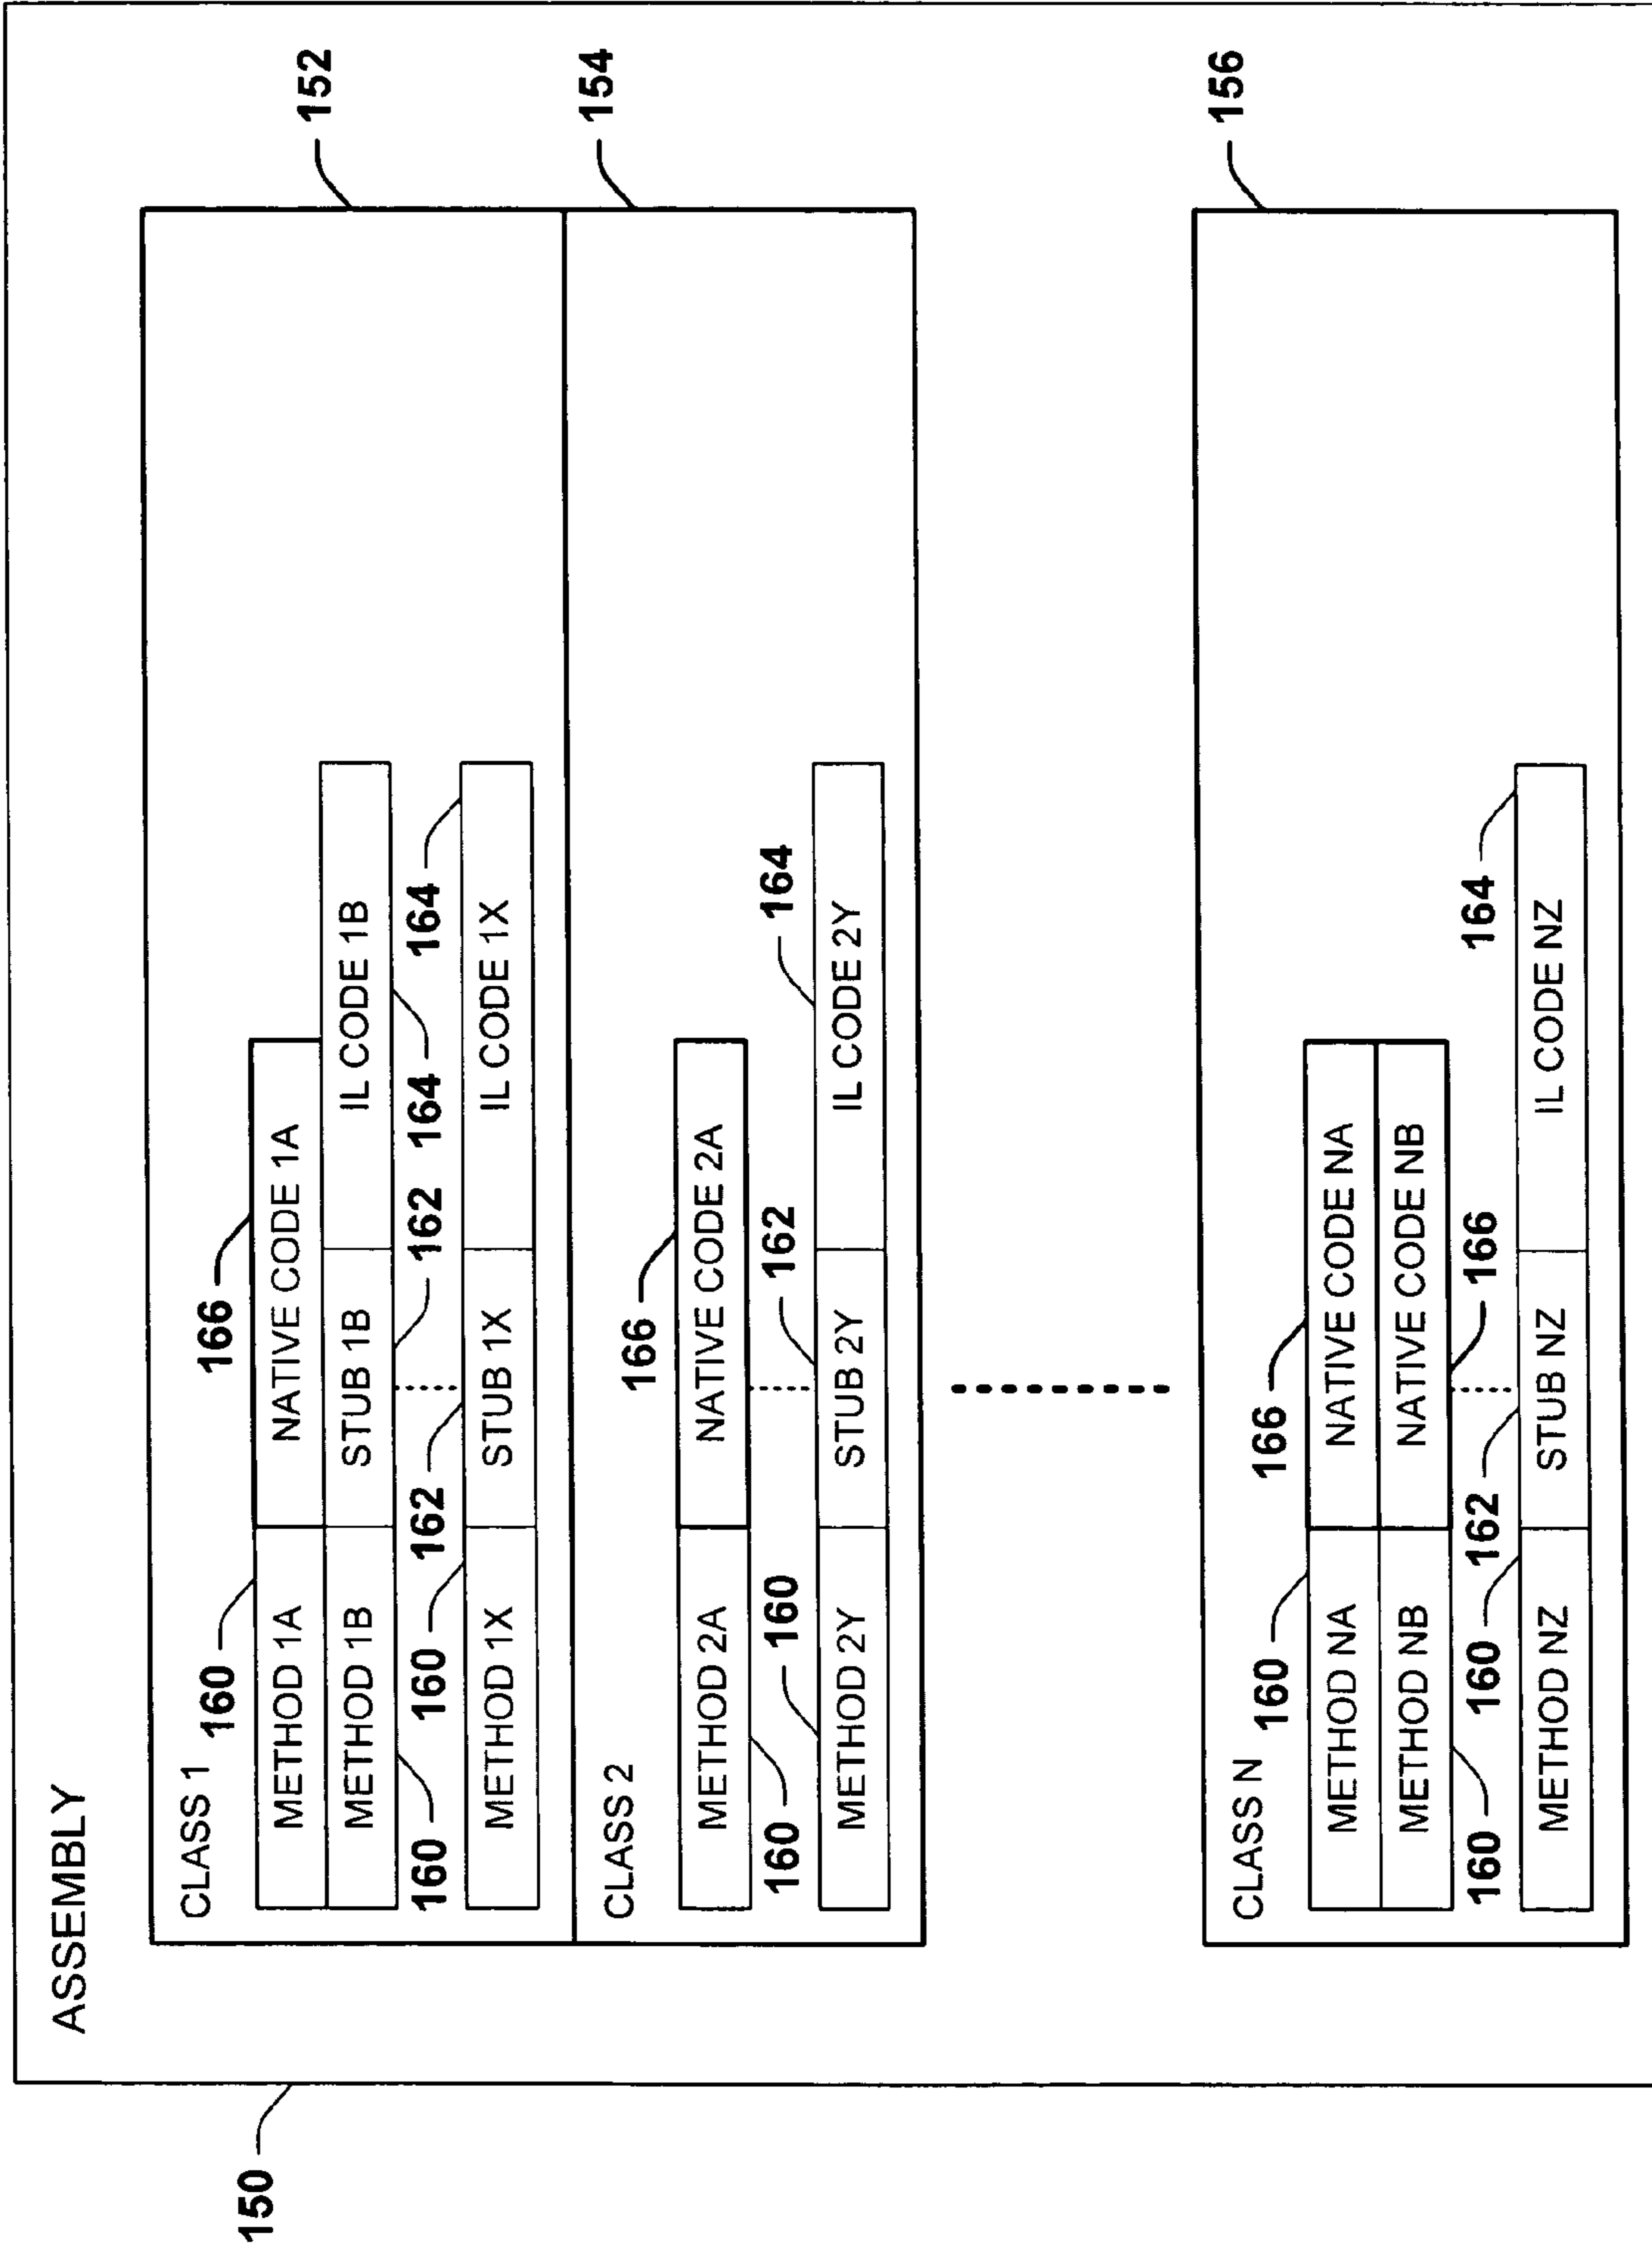 150
ASSEMBLY
152
CLASS 1
160
166
METHOD 1A NATIVE CODE 1A
METHOD 1B STUB 1B IL CODE 1B
160 160 162 162 164 164
METHOD 1X STUB 1X IL CODE 1X
154
CLASS 2
166
METHOD 2A NATIVE CODE 2A
160 160 162 164
METHOD 2Y STUB 2Y IL CODE 2Y
156
CLASS N
160 166
METHOD NA NATIVE CODE NA
METHOD NB NATIVE CODE NB
160 160 162 166 164
METHOD NZ STUB NZ IL CODE NZ